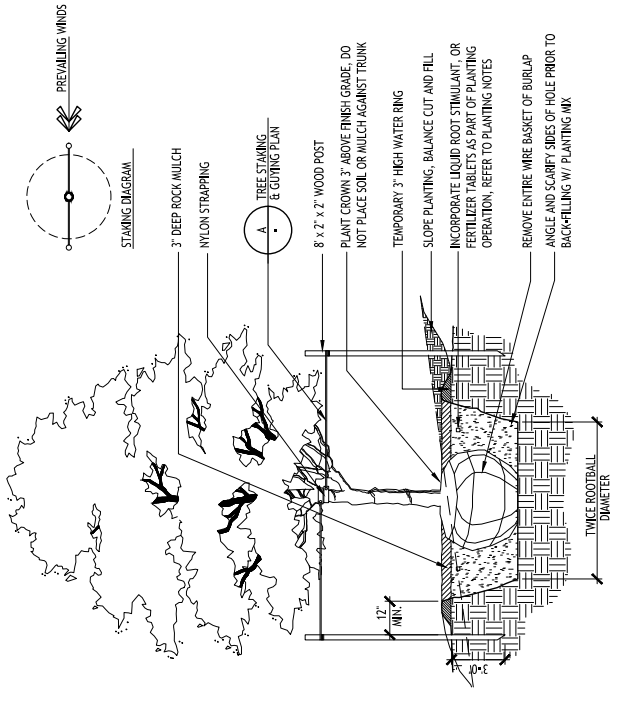 PREVAILING WINDS
STAKING DIAGRAM
3" DEEP ROCK MULCH
NYLON STRAPPING
A
TREE STAKING
& GUYING PLAN
8' x 2" x 2" WOOD POST
PLANT CROWN 3" ABOVE FINISH GRADE, DO
NOT PLACE SOIL OR MULCH AGAINST TRUNK
TEMPORARY 3" HIGH WATER RING
SLOPE PLANTING, BALANCE CUT AND FILL
INCORPORATE LIQUID ROOT STIMULANT, OR
FERTILIZER TABLETS AS PART OF PLANTING
OPERATION, REFER TO PLANTING NOTES
REMOVE ENTIRE WIRE BASKET OF BURLAP
ANGLE AND SCARIFY SIDES OF HOLE PRIOR TO
BACK-FILLING W/ PLANTING MIX
12"
MIN.
3'-0"
TWICE ROOTBALL
DIAMETER